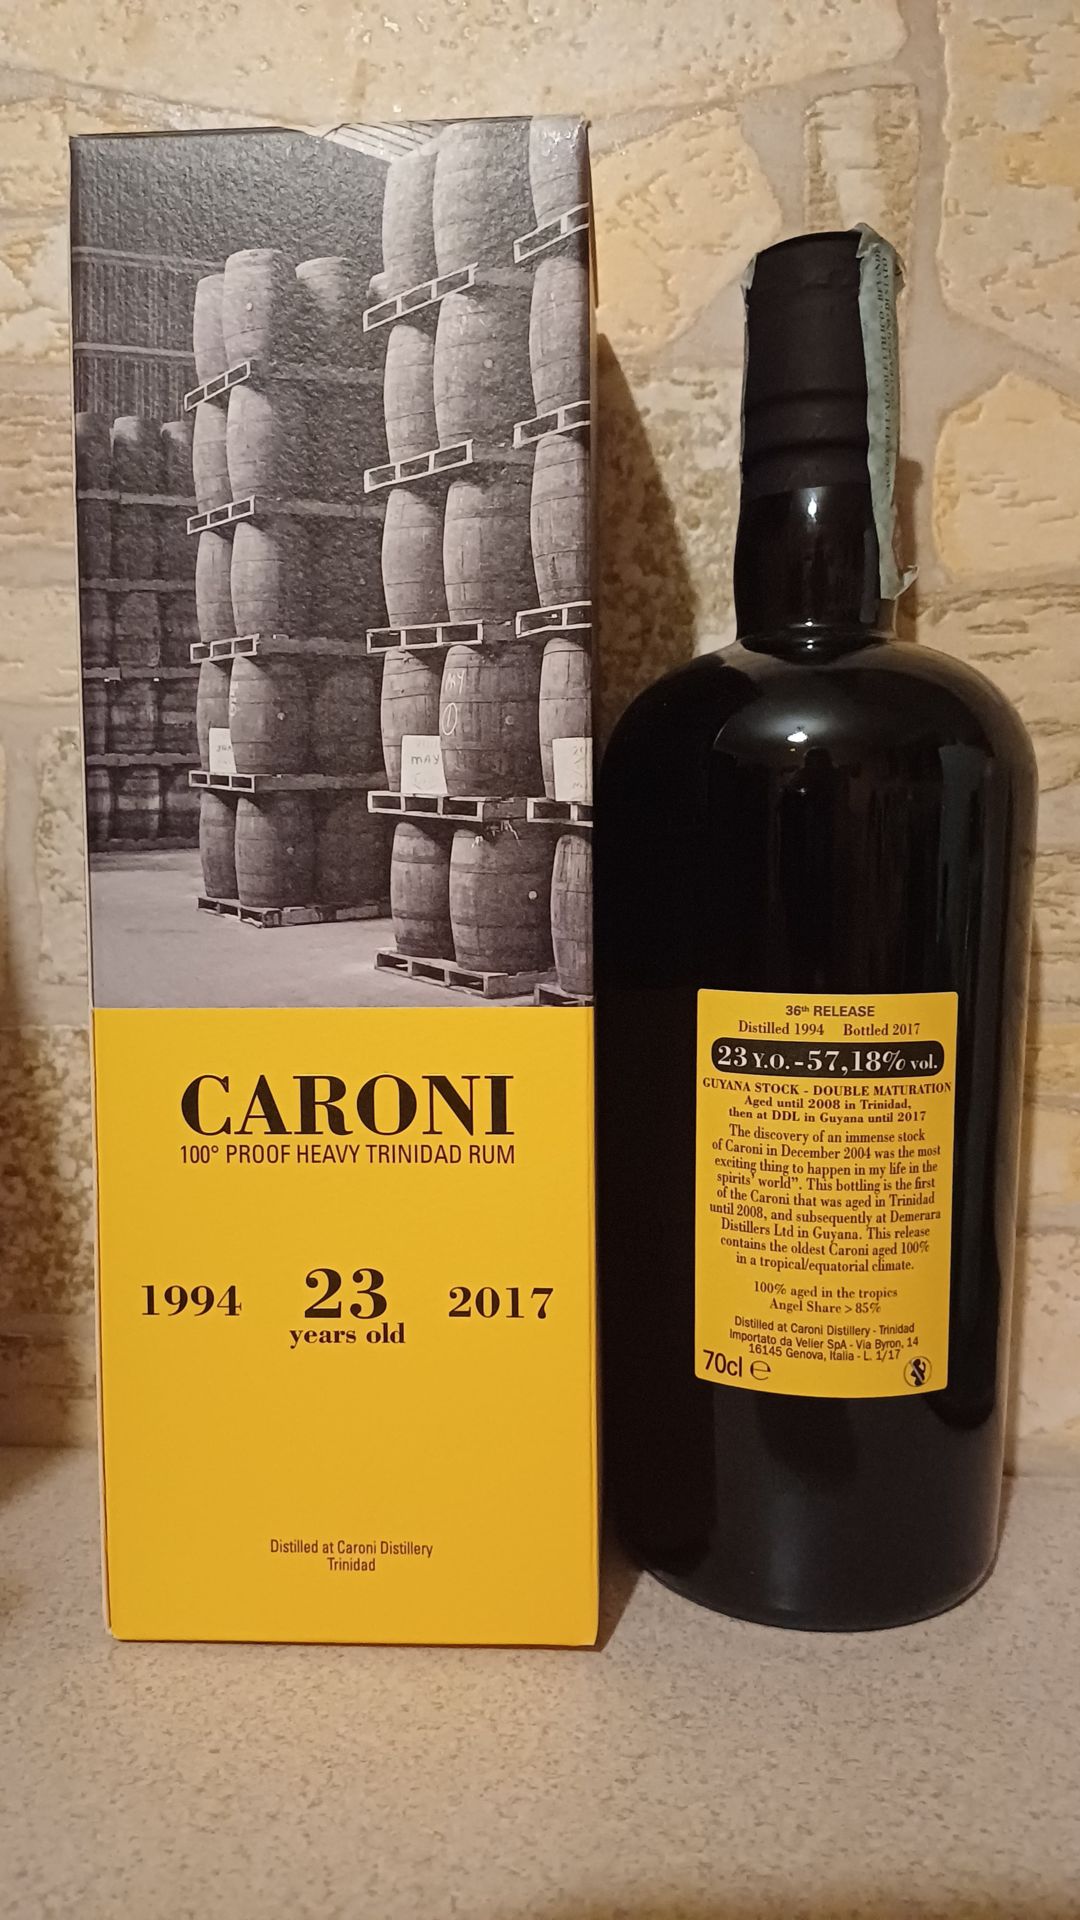 MAY
CARONI
100° PROOF HEAVY TRINIDAD RUM
1994 23 2017
years old
Distilled at Caroni Distillery
Trinidad
36th RELEASE
Distilled 1994 Bottled 2017
23 Y.O. - 57,18% vol.
GUYANA STOCK - DOUBLE MATURATION
Aged until 2008 in Trinidad,
then at DDL in Guyana until 2017
The discovery of an immense stock
of Caroni in December 2004 was the most
exciting thing to happen in my life in the
spirits' world”. This bottling is the first
of the Caroni that was aged in Trinidad
until 2008, and subsequently at Demerara
Distillers Ltd in Guyana. This release
contains the oldest Caroni aged 100%
in a tropical/equatorial climate.
100% aged in the tropics
Angel Share > 85%
Distilled at Caroni Distillery - Trinidad
Importato da Velier SpA - Via Byron, 14
16145 Genova, Italia - L. 1/17
70cl ℮